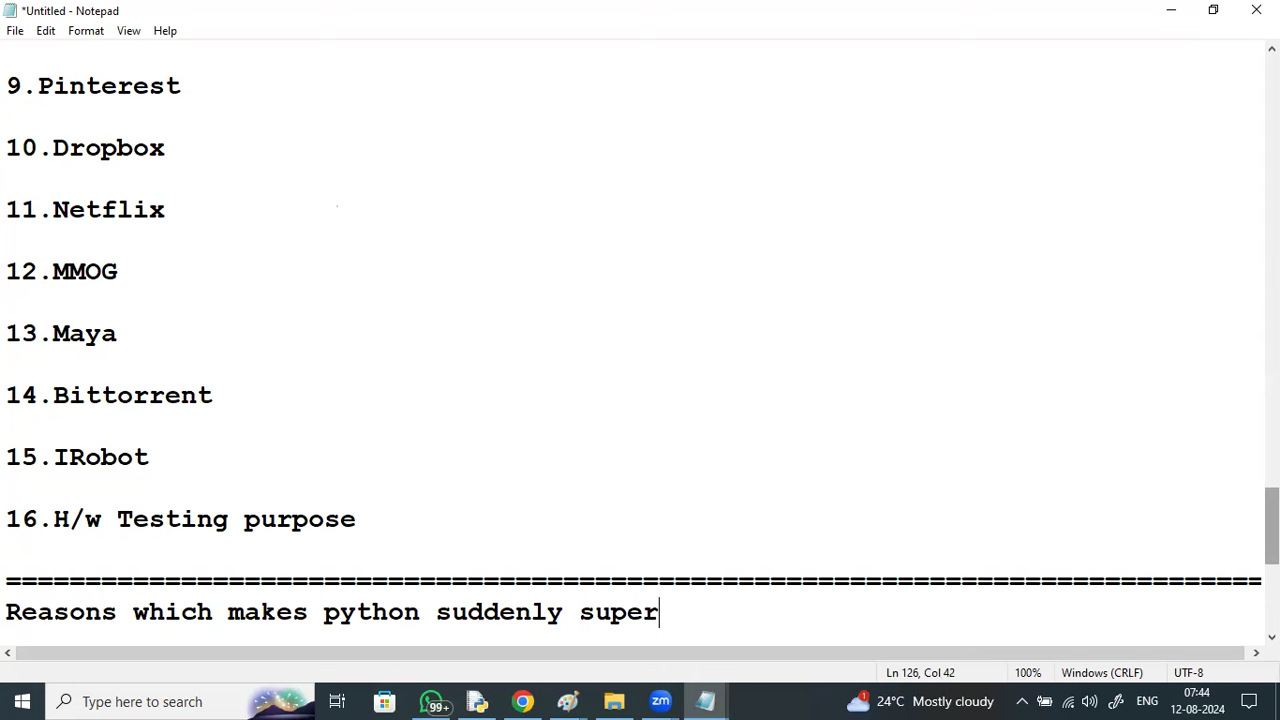 *Untitled - Notepad
File Edit Format View Help
9.Pinterest
10.Dropbox
11.Netflix
12.MMOG
13.Maya
14.Bittorrent
15.IRobot
16.H/w Testing purpose
===============================================================================
Reasons which makes python suddenly super
Ln 126, Col 42 100% Windows (CRLF) UTF-8
Type here to search 99+ zm 1 24°C Mostly cloudy ENG 07:44
12-08-2024